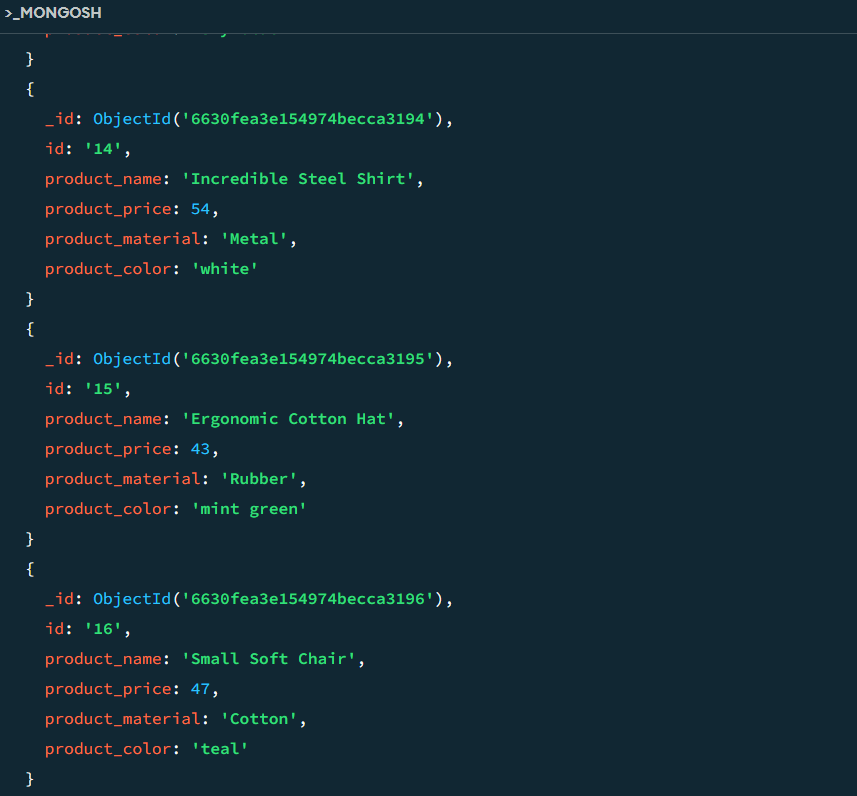 >_MONGOSH
}
{
_id: ObjectId('6630fea3e154974becca3194'),
id: '14',
product_name: 'Incredible Steel Shirt',
product_price: 54,
product_material: 'Metal',
product_color: 'white'
}
{
_id: ObjectId('6630fea3e154974becca3195'),
id: '15',
product_name: 'Ergonomic Cotton Hat',
product_price: 43,
product_material: 'Rubber',
product_color: 'mint green'
}
{
_id: ObjectId('6630fea3e154974becca3196'),
id: '16',
product_name: 'Small Soft Chair',
product_price: 47,
product_material: 'Cotton',
product_color: 'teal'
}